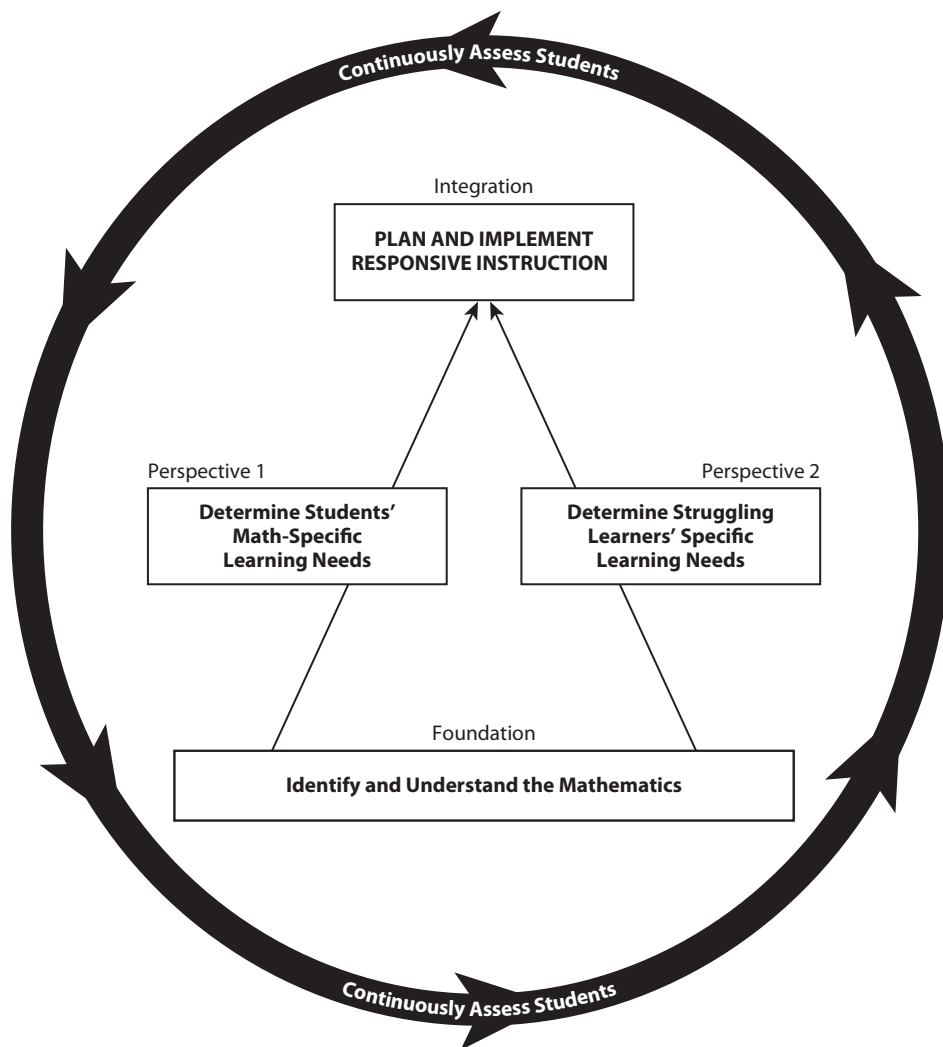 Continuously Assess Students
Integration
PLAN AND IMPLEMENT
RESPONSIVE INSTRUCTION
Perspective 1
Determine Students’
Math-Specific
Learning Needs
Perspective 2
Determine Struggling
Learners’ Specific
Learning Needs
Foundation
Identify and Understand the Mathematics
Continuously Assess Students